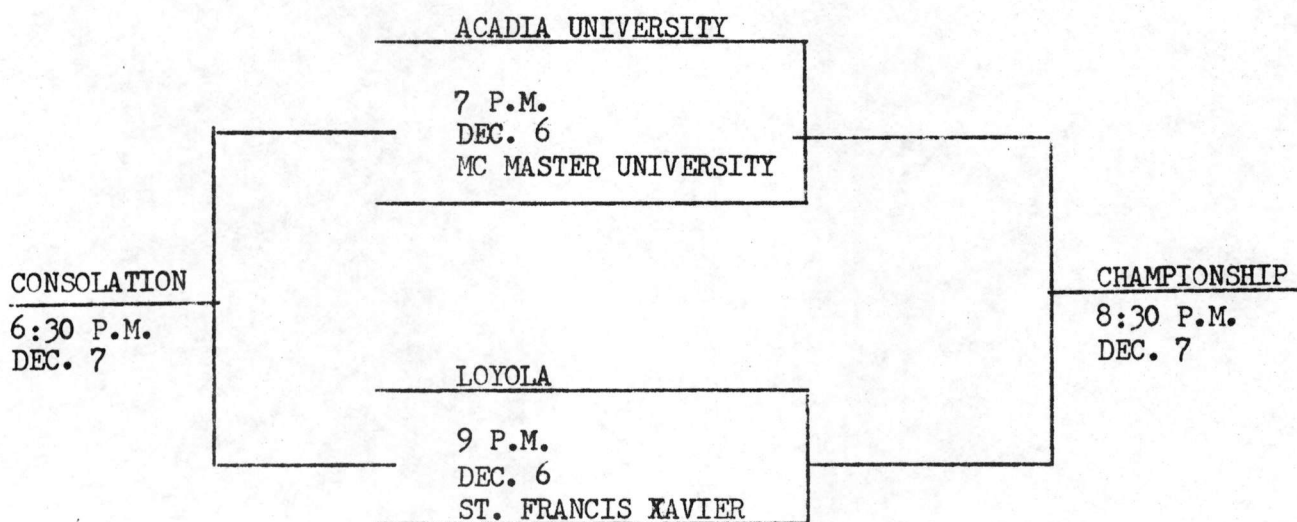 ACADIA UNIVERSITY
7 P.M.
DEC. 6
MC MASTER UNIVERSITY
CONSOLATION
6:30 P.M.
DEC. 7
CHAMPIONSHIP
8:30 P.M.
DEC. 7
LOYOLA
9 P.M.
DEC. 6
ST. FRANCIS XAVIER